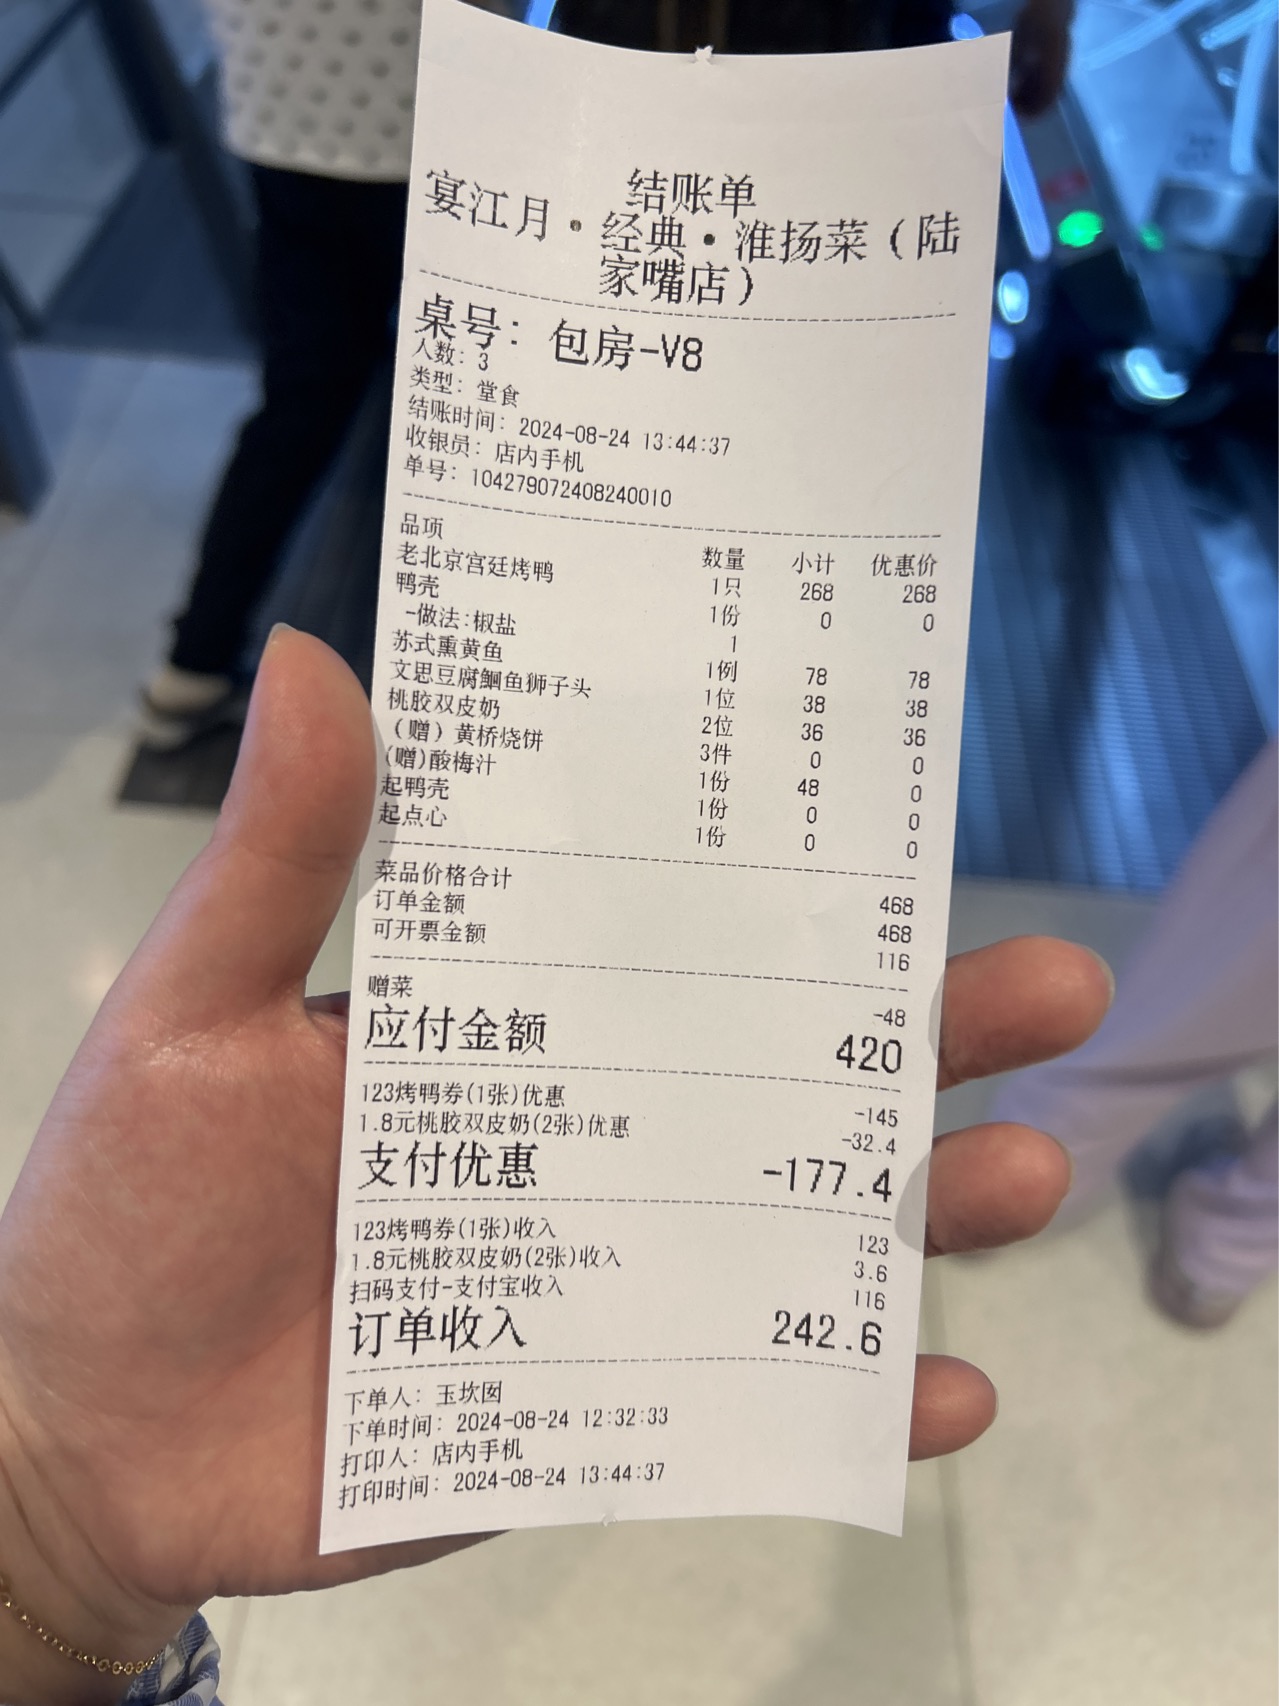 结账单
宴江月·经典·淮扬菜（陆
家嘴店）
桌号：包房-V8
人数：3
类型：堂食
结账时间：2024-08-24 13:44:37
收银员：店内手机
单号：104279072408240010
品项 数量 小计 优惠价
老北京宫廷烤鸭 1只 268 268
鸭壳 1份 0 0
-做法:椒盐 1
苏式熏黄鱼 1例 78 78
文思豆腐鮰鱼狮子头 1位 38 38
桃胶双皮奶 2位 36 36
（赠）黄桥烧饼 3件 0 0
(赠)酸梅汁 1份 48 0
起鸭壳 1份 0 0
起点心 1份 0 0
菜品价格合计 468
订单金额 468
可开票金额 116
赠菜 -48
应付金额 420
123烤鸭券(1张)优惠 -145
1.8元桃胶双皮奶(2张)优惠 -32.4
支付优惠 -177.4
123烤鸭券(1张)收入 123
1.8元桃胶双皮奶(2张)收入 3.6
扫码支付-支付宝收入 116
订单收入 242.6
下单人：玉坎囡
下单时间：2024-08-24 12:32:33
打印人：店内手机
打印时间：2024-08-24 13:44:37